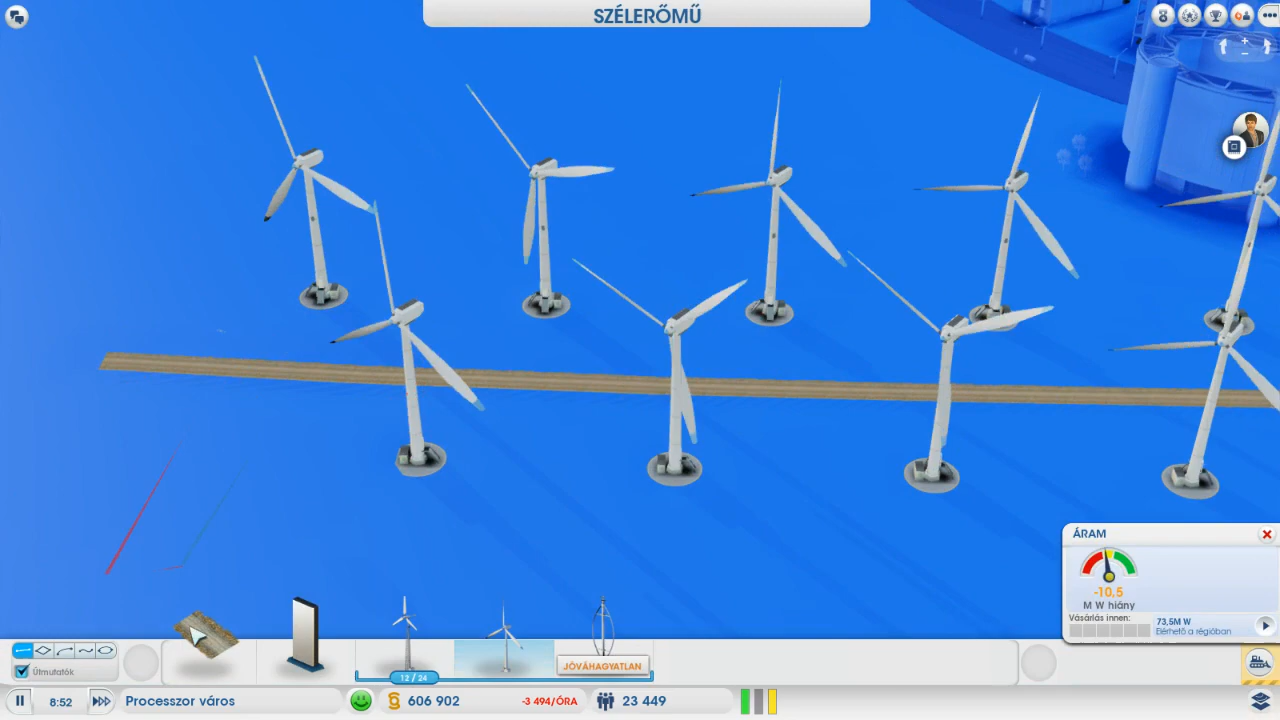 SZÉLERŐMŰ
ÁRAM
-10.5
M W hiány
Vásárlás innen:
73,5M W
Elérhető a régióban
JÓVÁHAGYATLAN
Útmutatók
12 / 24
8:52
Processzor város
606 902
-3 494/ÓRA
23 449